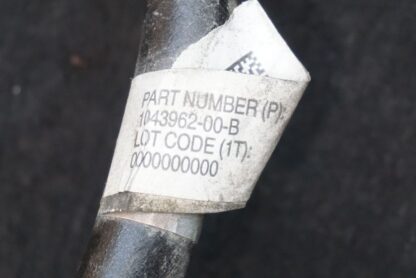 PART NUMBER (P):
1043962-00-B
LOT CODE (1T):
0000000000